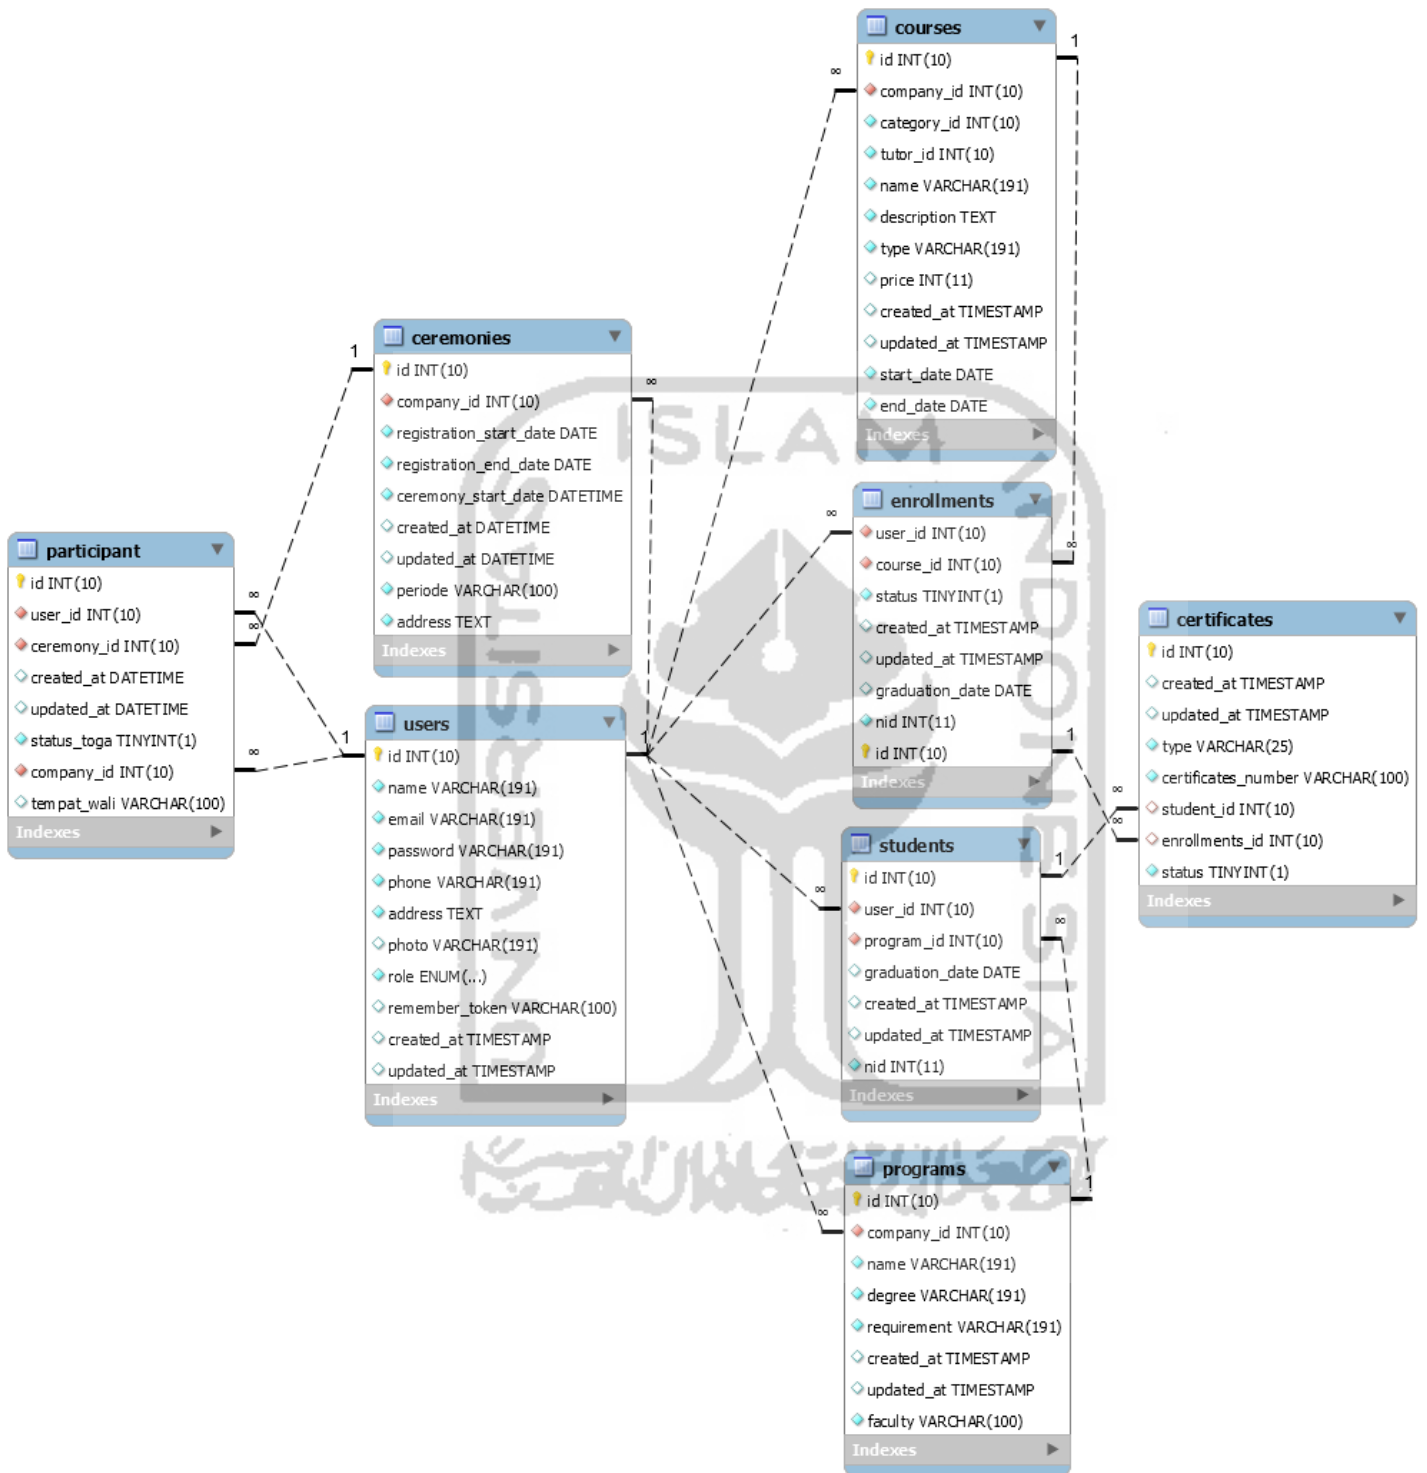 courses
1
id INT(10)
∞
company_id INT(10)
category_id INT(10)
tutor_id INT(10)
name VARCHAR(191)
description TEXT
type VARCHAR(191)
price INT(11)
created_at TIMESTAMP
updated_at TIMESTAMP
start_date DATE
end_date DATE
Indexes
ceremonies
1
id INT(10)
∞
company_id INT(10)
registration_start_date DATE
registration_end_date DATE
ceremony_start_date DATETIME
created_at DATETIME
updated_at DATETIME
periode VARCHAR(100)
address TEXT
Indexes
participant
id INT(10)
∞
user_id INT(10)
∞
ceremony_id INT(10)
created_at DATETIME
updated_at DATETIME
status_toga TINYINT(1)
∞
company_id INT(10)
tempat_wali VARCHAR(100)
Indexes
users
1
1
id INT(10)
name VARCHAR(191)
email VARCHAR(191)
password VARCHAR(191)
phone VARCHAR(191)
address TEXT
photo VARCHAR(191)
role ENUM(...)
remember_token VARCHAR(100)
created_at TIMESTAMP
updated_at TIMESTAMP
Indexes
enrollments
∞
user_id INT(10)
∞
course_id INT(10)
status TINYINT(1)
created_at TIMESTAMP
updated_at TIMESTAMP
graduation_date DATE
nid INT(11)
1
id INT(10)
Indexes
students
1
id INT(10)
∞
user_id INT(10)
∞
program_id INT(10)
graduation_date DATE
created_at TIMESTAMP
updated_at TIMESTAMP
nid INT(11)
Indexes
programs
1
id INT(10)
∞
company_id INT(10)
name VARCHAR(191)
degree VARCHAR(191)
requirement VARCHAR(191)
created_at TIMESTAMP
updated_at TIMESTAMP
faculty VARCHAR(100)
Indexes
certificates
id INT(10)
created_at TIMESTAMP
updated_at TIMESTAMP
type VARCHAR(25)
certificates_number VARCHAR(100)
∞
student_id INT(10)
∞
enrollments_id INT(10)
status TINYINT(1)
Indexes
UNIVERSITAS
ISLAM
INDONESIA